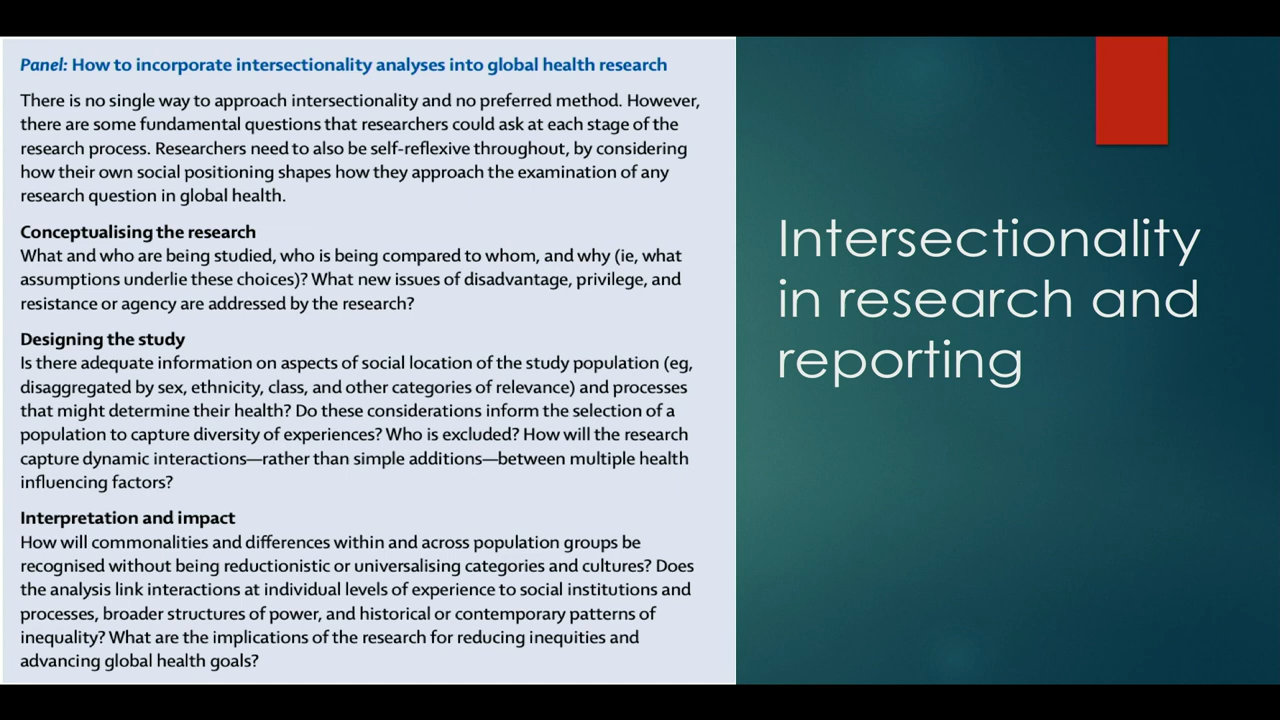 Panel: How to incorporate intersectionality analyses into global health research
There is no single way to approach intersectionality and no preferred method. However,
there are some fundamental questions that researchers could ask at each stage of the
research process. Researchers need to also be self-reflexive throughout, by considering
how their own social positioning shapes how they approach the examination of any
research question in global health.
Conceptualising the research
What and who are being studied, who is being compared to whom, and why (ie, what
assumptions underlie these choices)? What new issues of disadvantage, privilege, and
resistance or agency are addressed by the research?
Designing the study
Is there adequate information on aspects of social location of the study population (eg,
disaggregated by sex, ethnicity, class, and other categories of relevance) and processes
that might determine their health? Do these considerations inform the selection of a
population to capture diversity of experiences? Who is excluded? How will the research
capture dynamic interactions—rather than simple additions—between multiple health
influencing factors?
Interpretation and impact
How will commonalities and differences within and across population groups be
recognised without being reductionistic or universalising categories and cultures? Does
the analysis link interactions at individual levels of experience to social institutions and
processes, broader structures of power, and historical or contemporary patterns of
inequality? What are the implications of the research for reducing inequities and
advancing global health goals?
Intersectionality
in research and
reporting